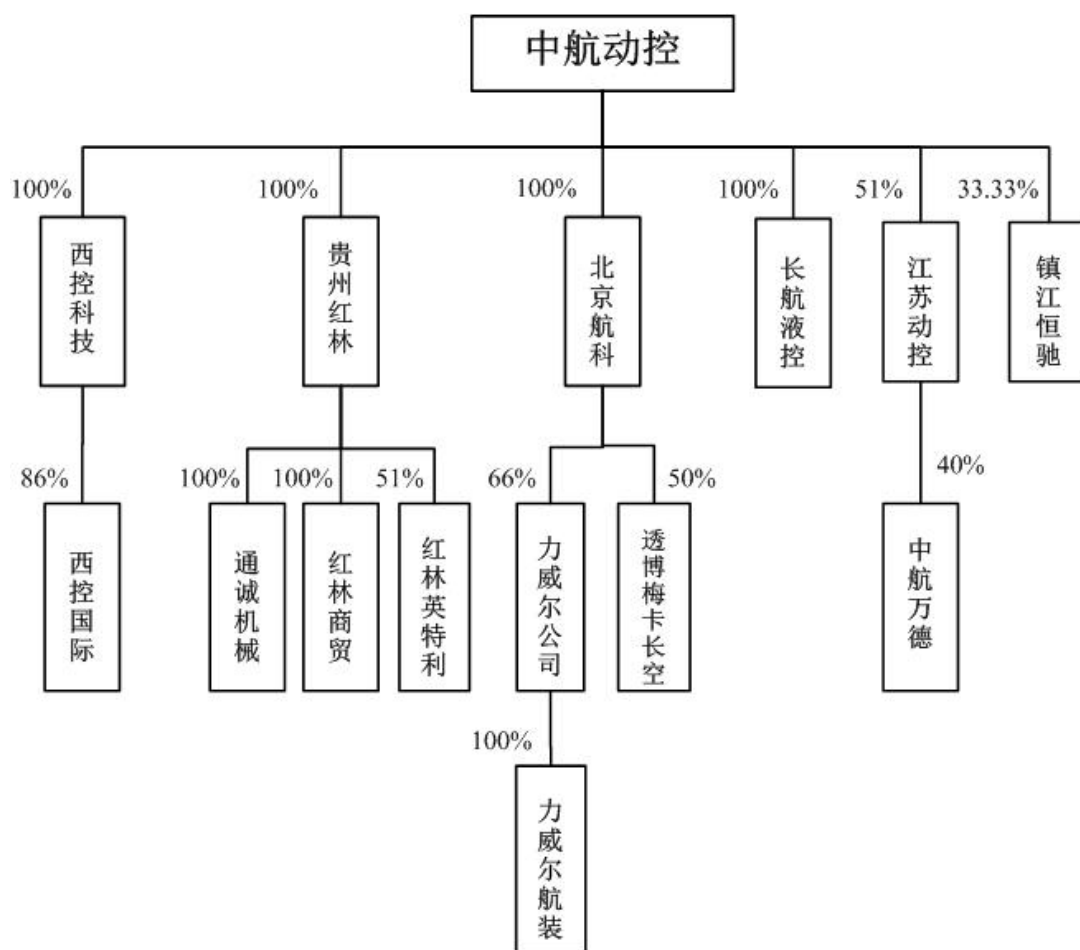 中航动控
100%
100%
100%
100%
51%
33.33%
西控科技
贵州红林
北京航科
长航液控
江苏动控
镇江恒驰
86%
100%
100%
51%
66%
50%
40%
西控国际
通诚机械
红林商贸
红林英特利
力威尔公司
透博梅卡长空
中航万德
100%
力威尔航装